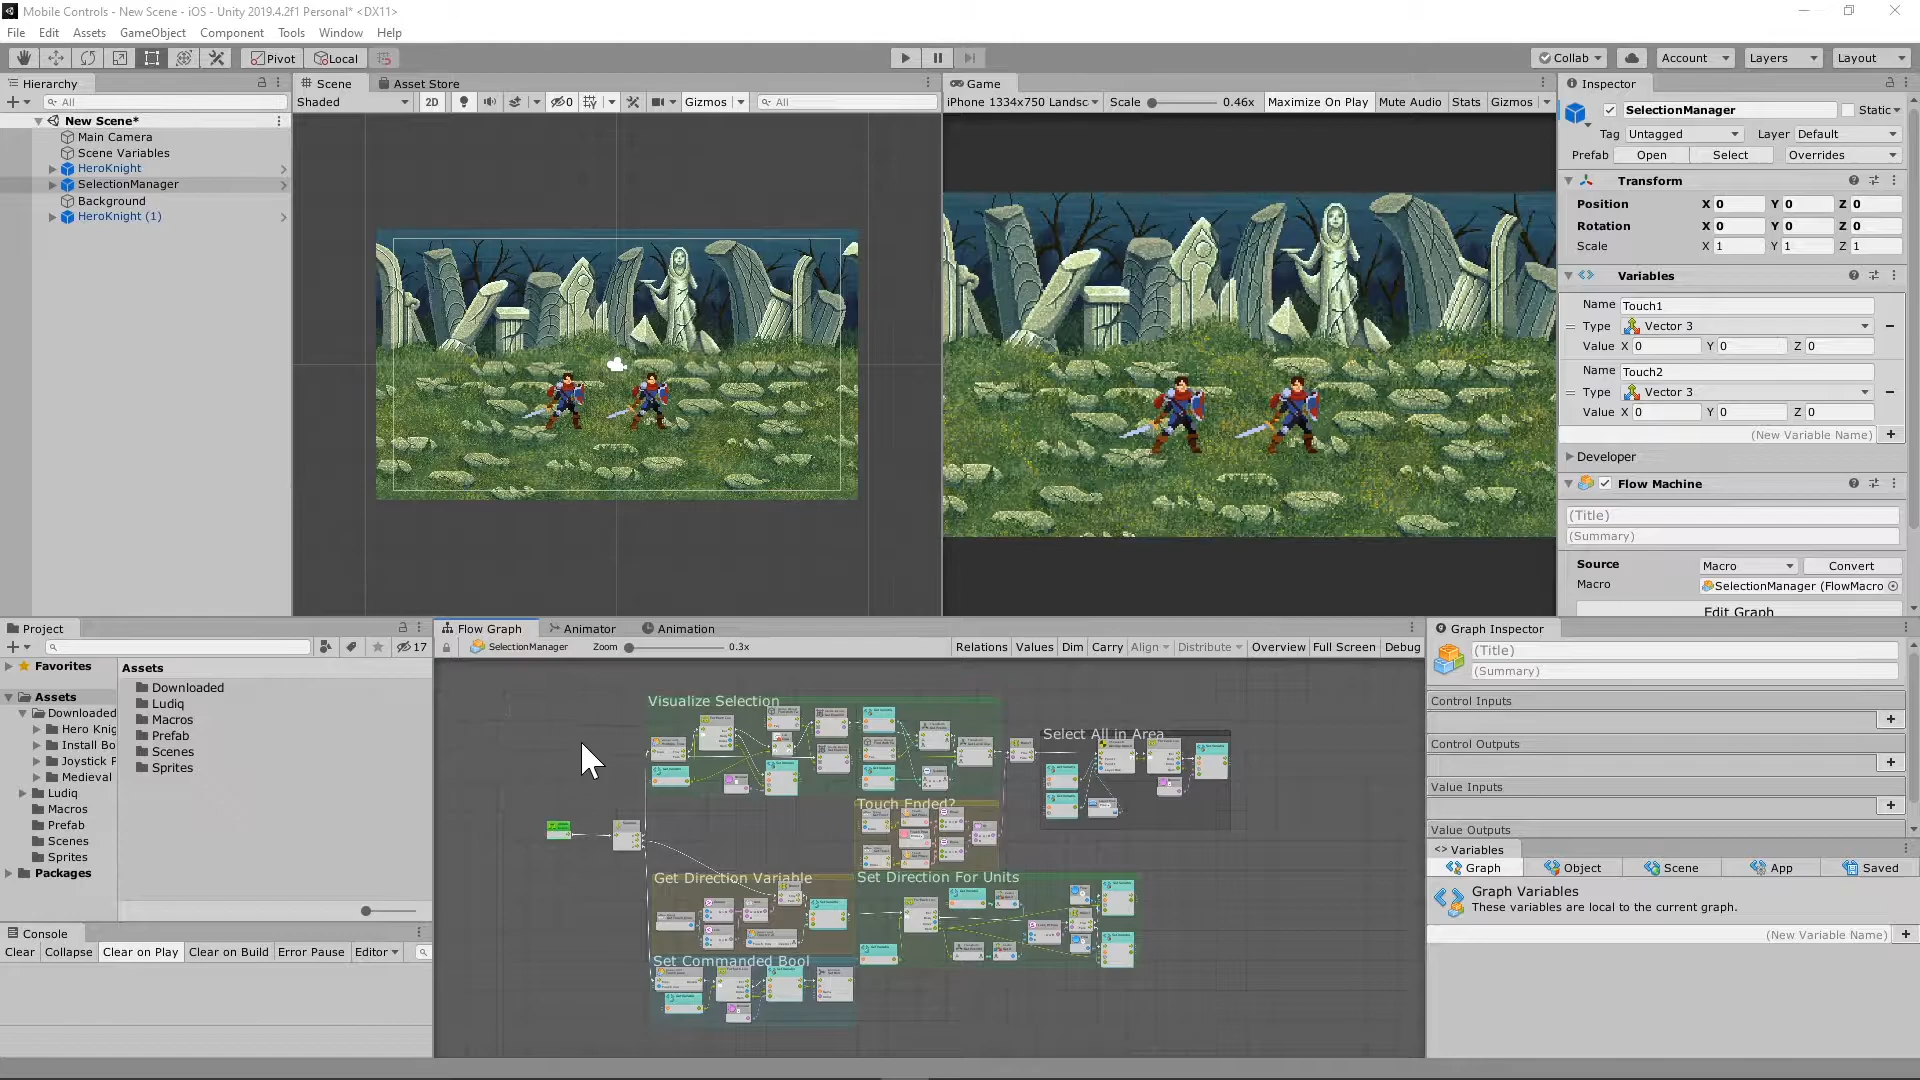 Mobile Controls - New Scene - iOS - Unity 2019.4.2f1 Personal* <DX11>
File Edit Assets GameObject Component Tools Window Help
Pivot Local Collab Account Layers Layout
Hierarchy
All
New Scene*
Main Camera
Scene Variables
HeroKnight
SelectionManager
Background
HeroKnight (1)
Scene Asset Store
Shaded 2D 0 Gizmos All
Game
iPhone 1334x750 Landsc Scale 0.46x Maximize On Play Mute Audio Stats Gizmos
Inspector
SelectionManager Static
Tag Untagged Layer Default
Prefab Open Select Overrides
Transform
Position X 0 Y 0 Z 0
Rotation X 0 Y 0 Z 0
Scale X 1 Y 1 Z 1
Variables
Name Touch1
Type Vector 3
Value X 0 Y 0 Z 0
Name Touch2
Type Vector 3
Value X 0 Y 0 Z 0
(New Variable Name)
Developer
Flow Machine
(Title)
(Summary)
Source Macro Convert
Macro SelectionManager (FlowMacro
Edit Graph
Project
17
Favorites
Assets
Downloaded
Hero Knig
Install Bo
Joystick P
Medieval
Ludiq
Macros
Prefab
Scenes
Sprites
Packages
Assets
Downloaded
Ludiq
Macros
Prefab
Scenes
Sprites
Console
Clear Collapse Clear on Play Clear on Build Error Pause Editor
Flow Graph Animator Animation
SelectionManager Zoom 0.3x Relations Values Dim Carry Align Distribute Overview Full Screen Debug
Visualize Selection
Select All in Area
Touch Ended?
Get Direction Variable
Set Direction For Units
Set Commanded Bool
Graph Inspector
(Title)
(Summary)
Control Inputs
Control Outputs
Value Inputs
Value Outputs
<> Variables
Graph Object Scene App Saved
Graph Variables
These variables are local to the current graph.
(New Variable Name)